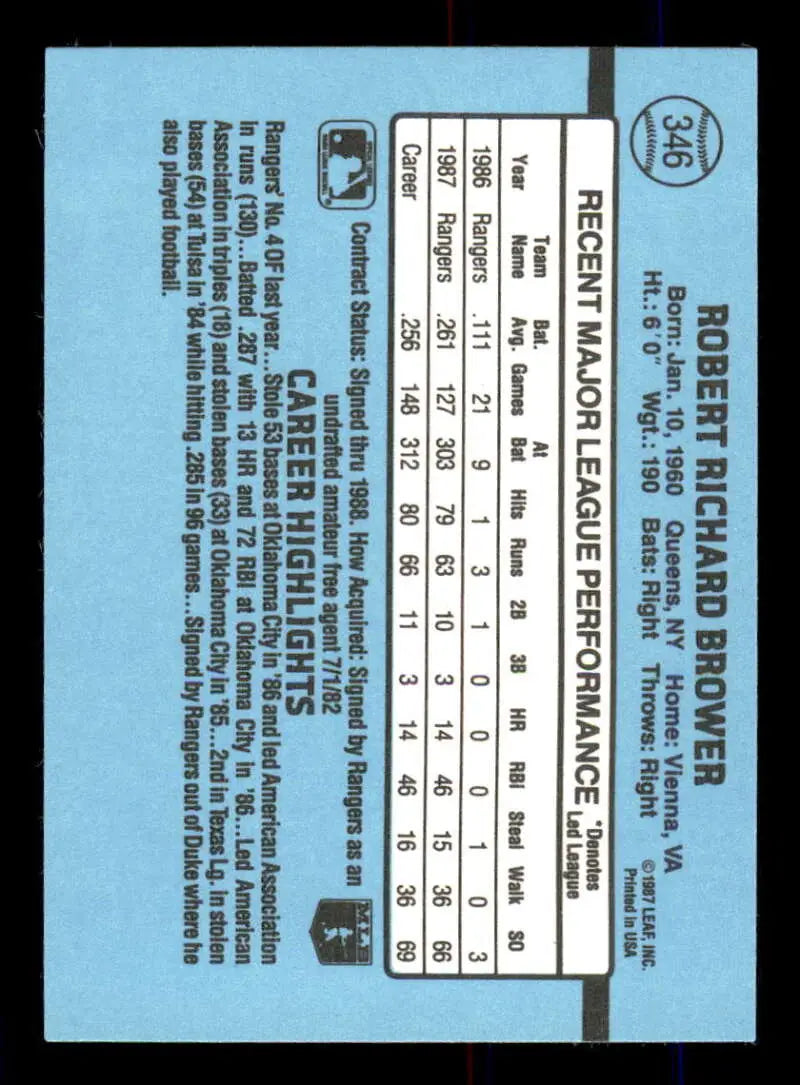 346
ROBERT RICHARD BROWER
Born: Jan. 10, 1960 Queens, NY Home: Vienna, VA
Ht.: 6'0" Wgt.: 190 Bats: Right Throws: Right
©1987 LEAF, INC.
Printed in USA
RECENT MAJOR LEAGUE PERFORMANCE *Denotes
Led League
Team Bat. At
Year Name Avg. Games Bat Hits Runs 2B 3B HR RBI Steal Walk SO
1986 Rangers .111 21 9 1 3 1 0 0 0 1 0 3
1987 Rangers .261 127 303 79 63 10 3 14 46 15 36 66
Career .256 148 312 80 66 11 3 14 46 16 36 69
Contract Status: Signed thru 1988. How Acquired: Signed by Rangers as an
undrafted amateur free agent 7/1/82
MLB
CAREER HIGHLIGHTS
Rangers' No. 4 OF last year...Stole 53 bases at Oklahoma City in '86 and led American Association
in runs (130)...Batted .287 with 13 HR and 72 RBI at Oklahoma City in '86...Led American
Association in triples (18) and stolen bases (33) at Oklahoma City in '85...2nd in Texas Lg. in stolen
bases (54) at Tulsa in '84 while hitting .285 in 96 games...Signed by Rangers out of Duke where he
also played football.